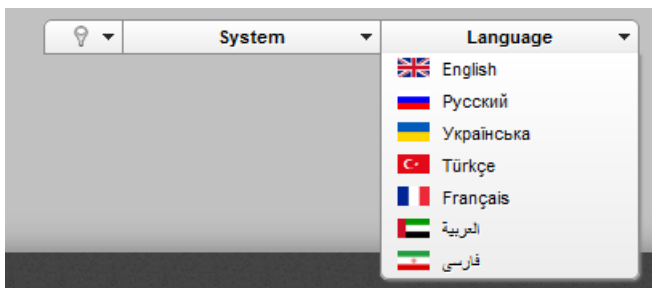 System
Language
English
Русский
Українська
Türkçe
Français
العربية
فارسی